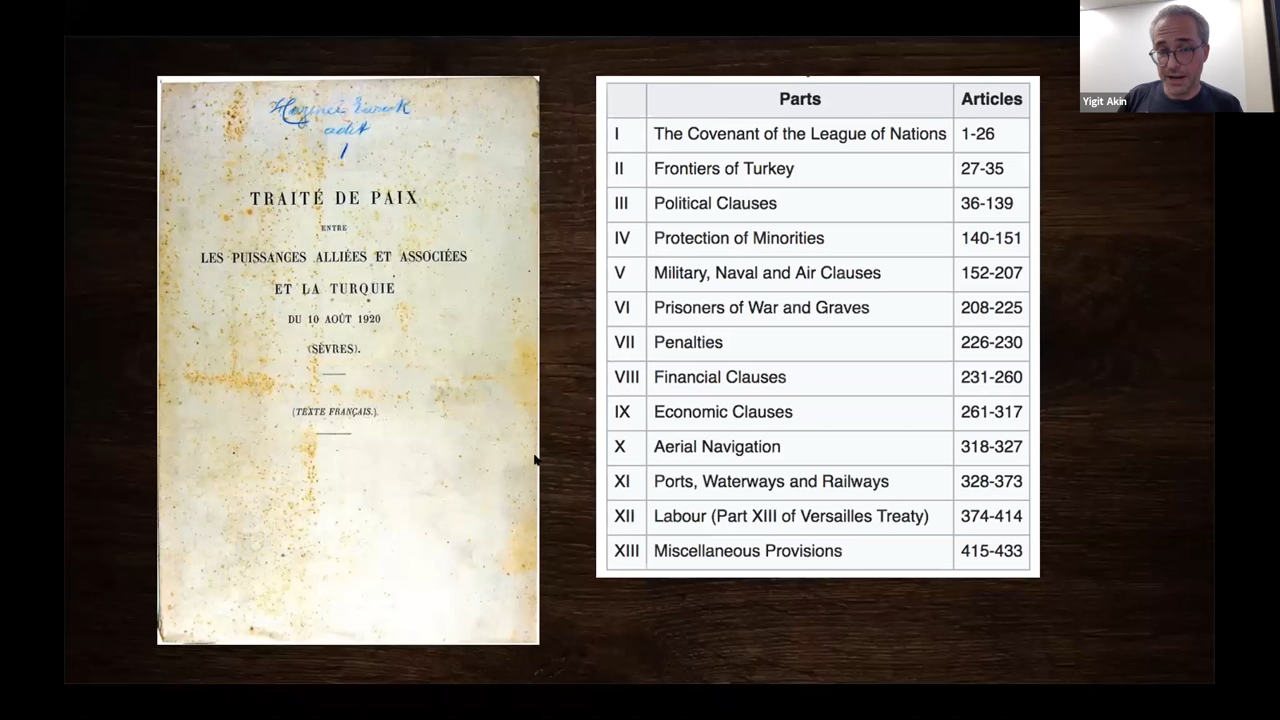 adet
1
TRAITÉ DE PAIX
ENTRE
LES PUISSANCES ALLIÉES ET ASSOCIÉES
ET LA TURQUIE
DU 10 AOÛT 1920
(SÈVRES).
(TEXTE FRANÇAIS.).
Parts Articles
I The Covenant of the League of Nations 1-26
II Frontiers of Turkey 27-35
III Political Clauses 36-139
IV Protection of Minorities 140-151
V Military, Naval and Air Clauses 152-207
VI Prisoners of War and Graves 208-225
VII Penalties 226-230
VIII Financial Clauses 231-260
IX Economic Clauses 261-317
X Aerial Navigation 318-327
XI Ports, Waterways and Railways 328-373
XII Labour (Part XIII of Versailles Treaty) 374-414
XIII Miscellaneous Provisions 415-433
Yigit Akin